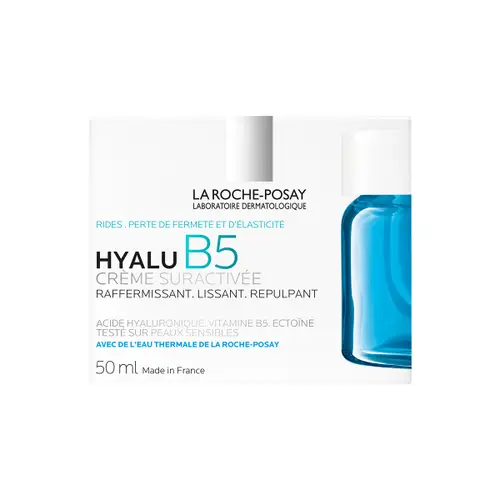 LA ROCHE-POSAY
LABORATOIRE DERMATOLOGIQUE
RIDES . PERTE DE FERMETÉ ET D'ÉLASTICITÉ
HYALU B5
CRÈME SURACTIVÉE
RAFFERMISSANT. LISSANT. REPULPANT
ACIDE HYALURONIQUE. VITAMINE B5. ECTOÏNE
TESTÉ SUR PEAUX SENSIBLES
AVEC DE L'EAU THERMALE DE LA ROCHE-POSAY
50 ml Made in France